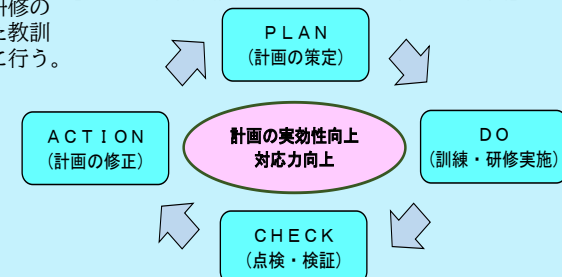 研修の
教訓
に行う。
ＰＬＡＮ
(計画の策定)
ＡＣＴＩＯＮ
(計画の修正)
計画の実効性向上
対応力向上
ＤＯ
(訓練・研修実施)
ＣＨＥＣＫ
(点検・検証)